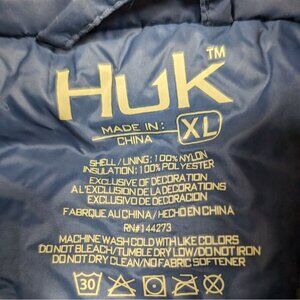 HUK™
MADE IN:
CHINA
XL
SHELL / LINING: 100% NYLON
INSULATION: 100% POLYESTER
EXCLUSIVE OF DECORATION
A L'EXCLUSION DE LA DECORATION
EXCLUSIVO DE DECORACION
FABRIQUE AU CHINA / HECHO EN CHINA
RN#144273
MACHINE WASH COLD WITH LIKE COLORS
DO NOT BLEACH/TUMBLE DRY LOW/DO NOT IRON
DO NOT DRY CLEAN/NO FABRIC SOFTENER
30